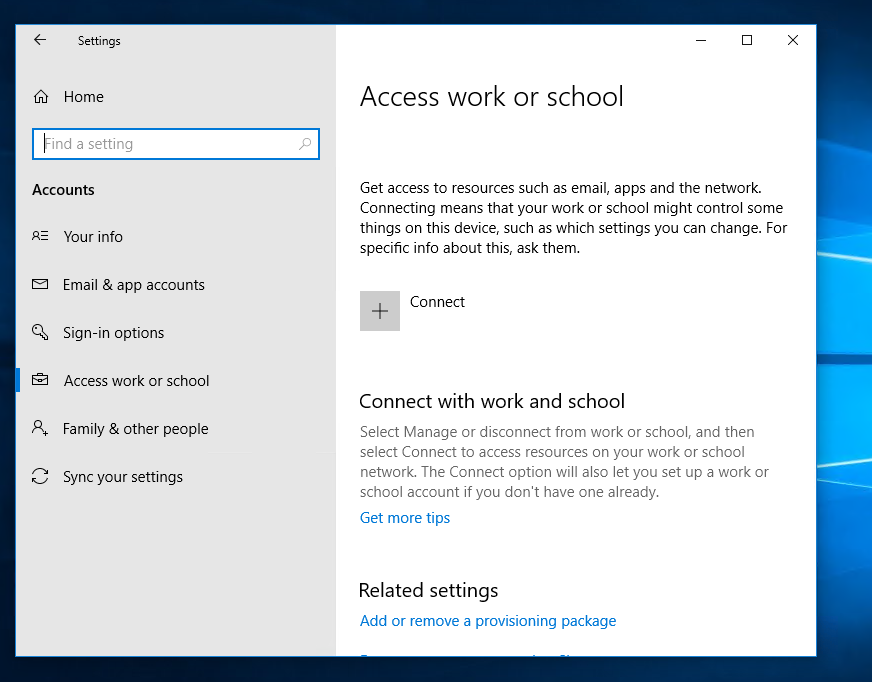 Settings
Home
Find a setting
Accounts
Your info
Email & app accounts
Sign-in options
Access work or school
Family & other people
Sync your settings
Access work or school
Get access to resources such as email, apps and the network.
Connecting means that your work or school might control some
things on this device, such as which settings you can change. For
specific info about this, ask them.
Connect
Connect with work and school
Select Manage or disconnect from work or school, and then
select Connect to access resources on your work or school
network. The Connect option will also let you set up a work or
school account if you don't have one already.
Get more tips
Related settings
Add or remove a provisioning package